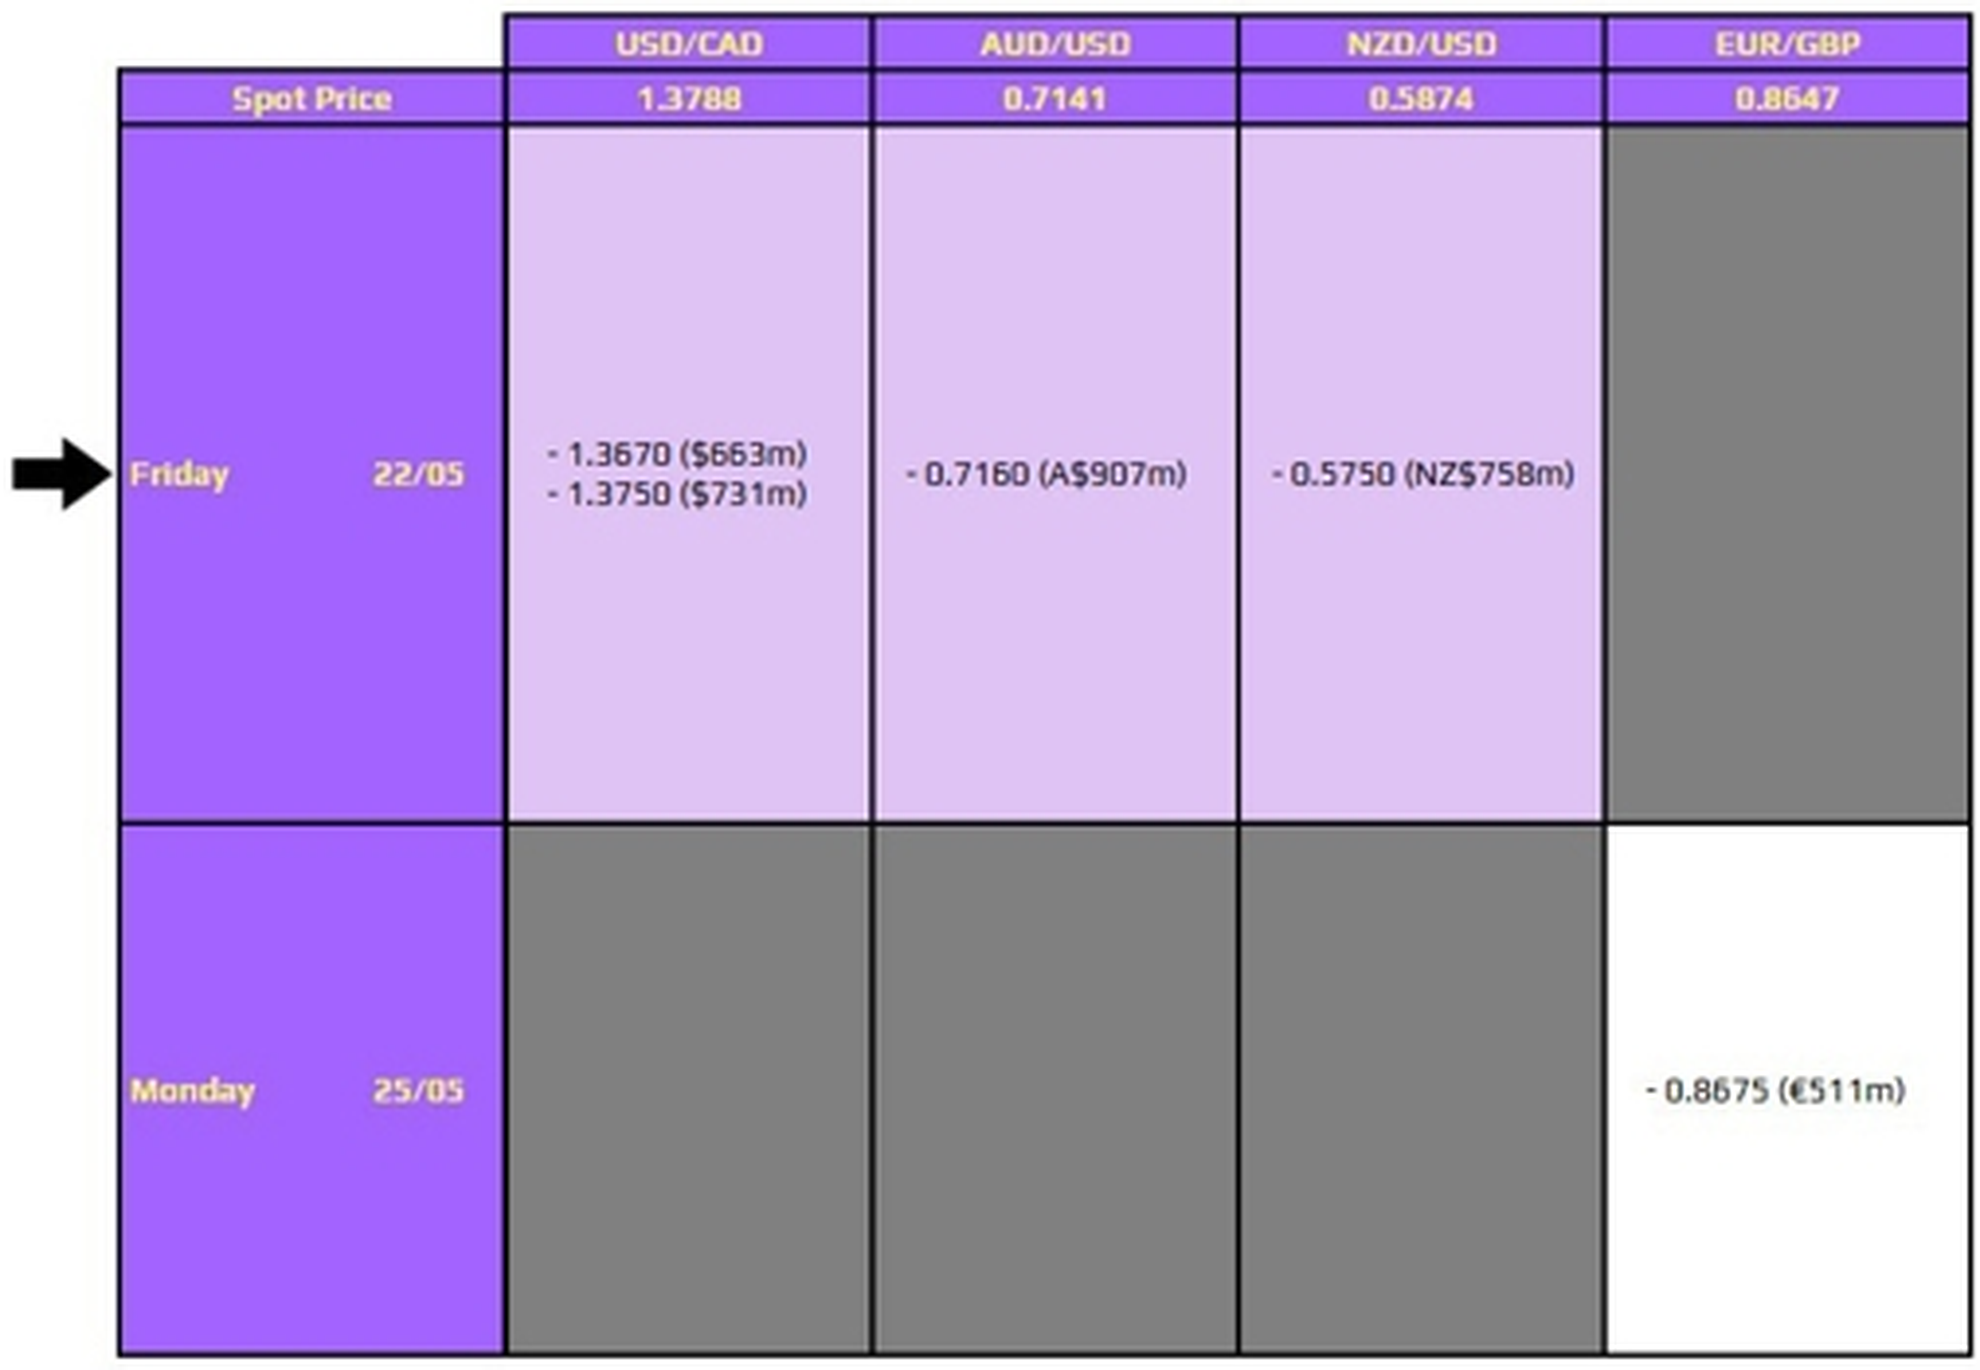 USD/CAD AUD/USD NZD/USD EUR/GBP
Spot Price 1.3788 0.7141 0.5874 0.8647
Friday 22/05
- 1.3670 ($663m)
- 1.3750 ($731m)
- 0.7160 (A$907m)
- 0.5750 (NZ$758m)
Monday 25/05
- 0.8675 (€511m)